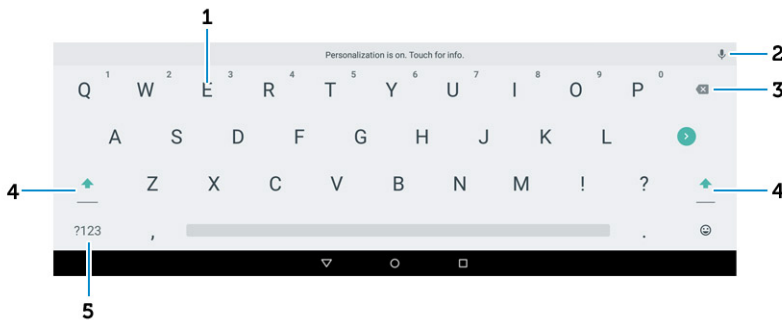 1
Personalization is on. Touch for info.
2
Q 1 W 2 E 3 R 4 T 5 Y 6 U 7 I 8 O 9 P 0
3
A S D F G H J K L
4
Z X C V B N M ! ?
4
?123 , .
5